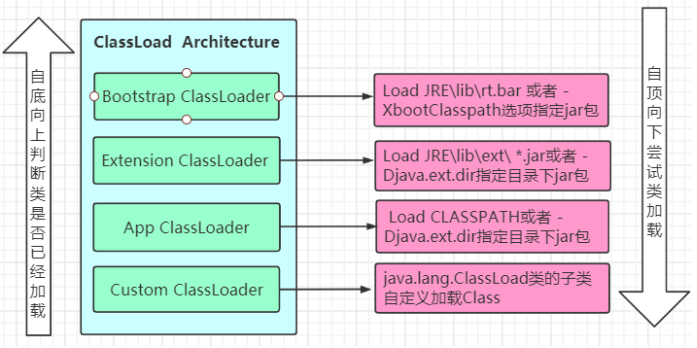 自底向上判断类是否已经加载
ClassLoad Architecture
Bootstrap ClassLoader
Load JRE\lib\rt.bar 或者 -
XbootClasspath选项指定jar包
Extension ClassLoader
Load JRE\lib\ext\ *.jar或者 -
Djava.ext.dir指定目录下jar包
App ClassLoader
Load CLASSPATH或者 -
Djava.ext.dir指定目录下jar包
Custom ClassLoader
java.lang.ClassLoad类的子类
自定义加载Class
自顶向下尝试类加载